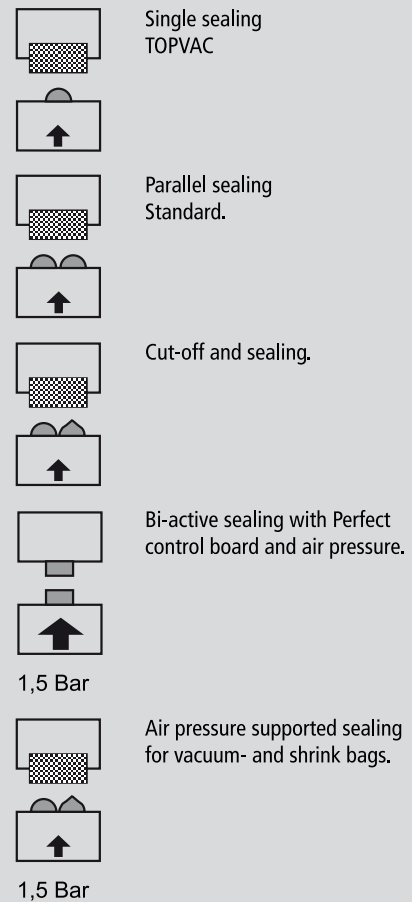 Single sealing
TOPVAC
Parallel sealing
Standard.
Cut-off and sealing.
Bi-active sealing with Perfect
control board and air pressure.
1,5 Bar
Air pressure supported sealing
for vacuum- and shrink bags.
1,5 Bar